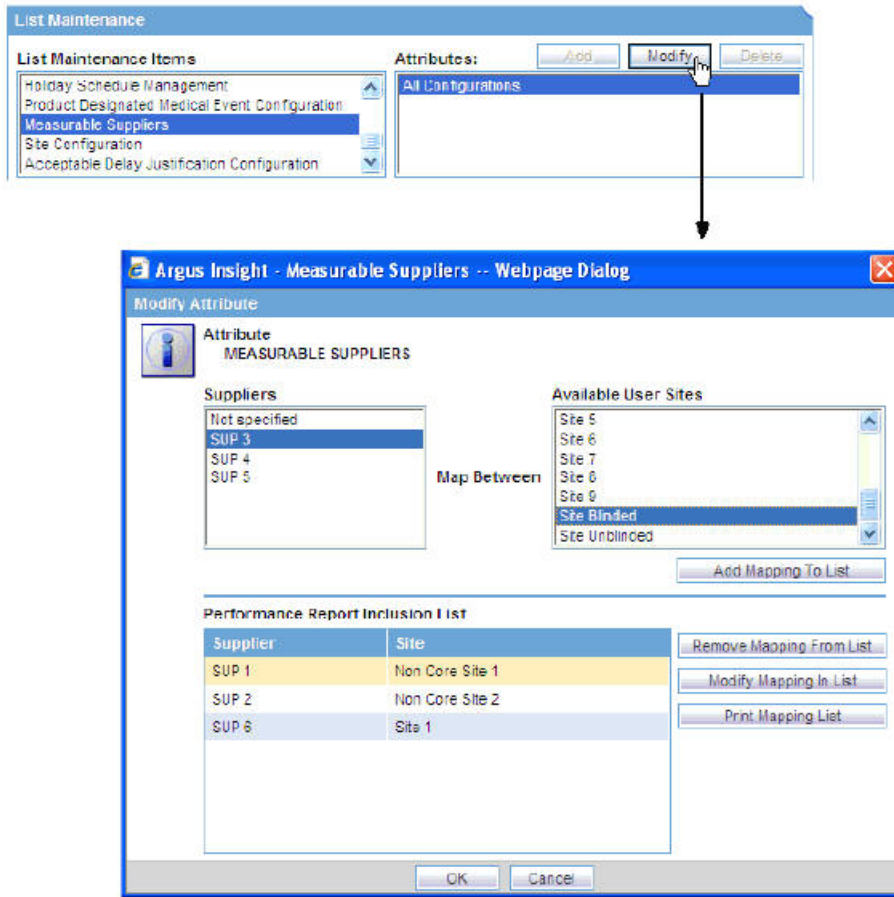 List Maintenance
List Maintenance Items
Attributes:
Add
Modify
Delete
Holiday Schedule Management
Product Designated Medical Event Configuration
Measurable Suppliers
Site Configuration
Acceptable Delay Justification Configuration
All Configurations
Argus Insight - Measurable Suppliers -- Webpage Dialog
Modify Attribute
Attribute
MEASURABLE SUPPLIERS
Suppliers
Not specified
SUP 3
SUP 4
SUP 5
Map Between
Available User Sites
Site 5
Site 6
Site 7
Site 8
Site 9
Site Blinded
Site Unblinded
Add Mapping To List
Performance Report Inclusion List
Supplier Site
SUP 1 Non Core Site 1
SUP 2 Non Core Site 2
SUP 6 Site 1
Remove Mapping From List
Modify Mapping In List
Print Mapping List
OK
Cancel